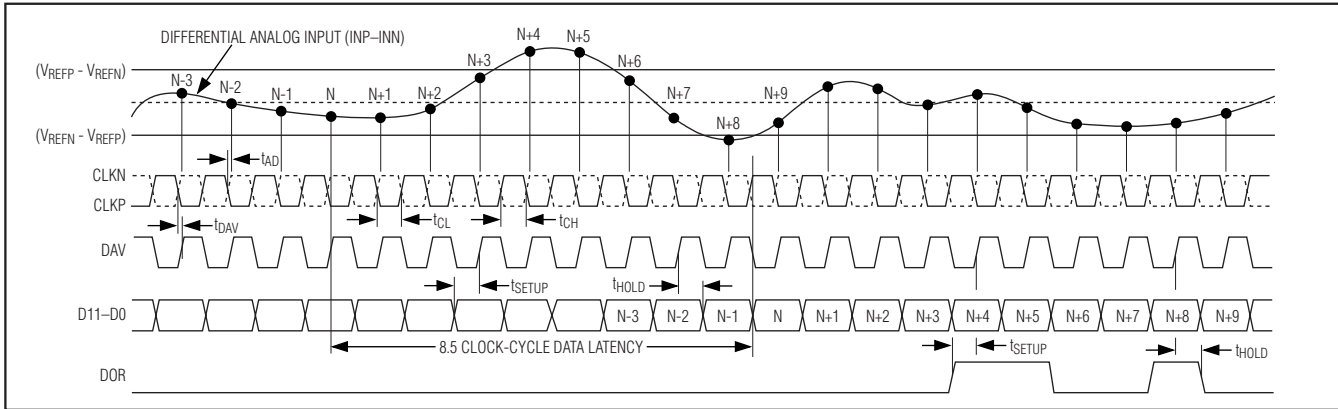 DIFFERENTIAL ANALOG INPUT (INP–INN)
N+4
N+5
N+3
N+6
(VREFP - VREFN)
N-3
N-2
N-1
N
N+1
N+2
N+7
N+9
(VREFN - VREFP)
N+8
tAD
CLKN
CLKP
tDAV
tCL
tCH
DAV
tSETUP
tHOLD
D11–D0
N-3
N-2
N-1
N
N+1
N+2
N+3
N+4
N+5
N+6
N+7
N+8
N+9
8.5 CLOCK-CYCLE DATA LATENCY
tSETUP
tHOLD
DOR